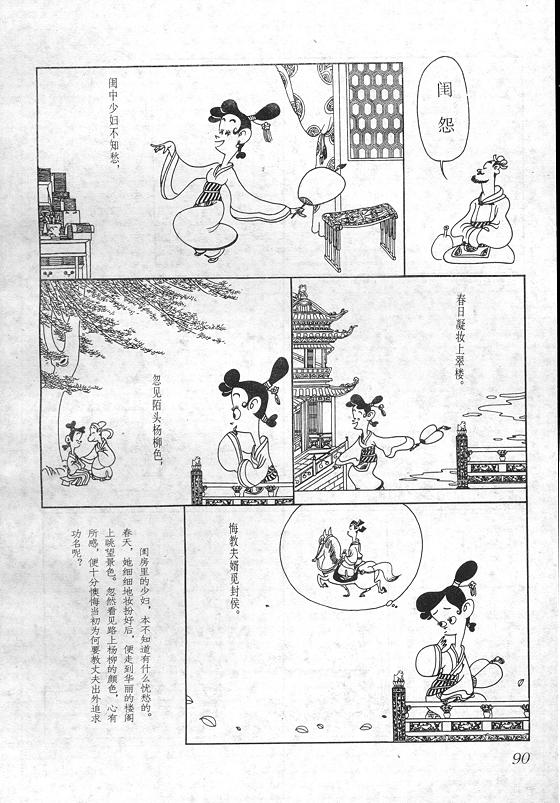 闺怨
闺中少妇不知愁，
春日凝妆上翠楼。
忽见陌头杨柳色，
悔教夫婿觅封侯。
闺房里的少妇，本不知道有什么忧愁的。
春天，她细细地妆扮好后，便走到华丽的楼阁
上眺望景色。忽然看见路上杨柳的颜色，心有
所感，便十分懊悔当初为何要教丈夫出外追求
功名呢？
90